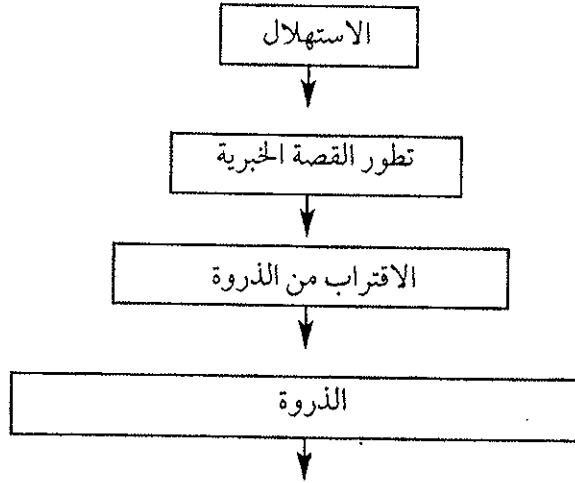 الاستهلال
تطور القصة الخبرية
الاقتراب من الذروة
الذروة